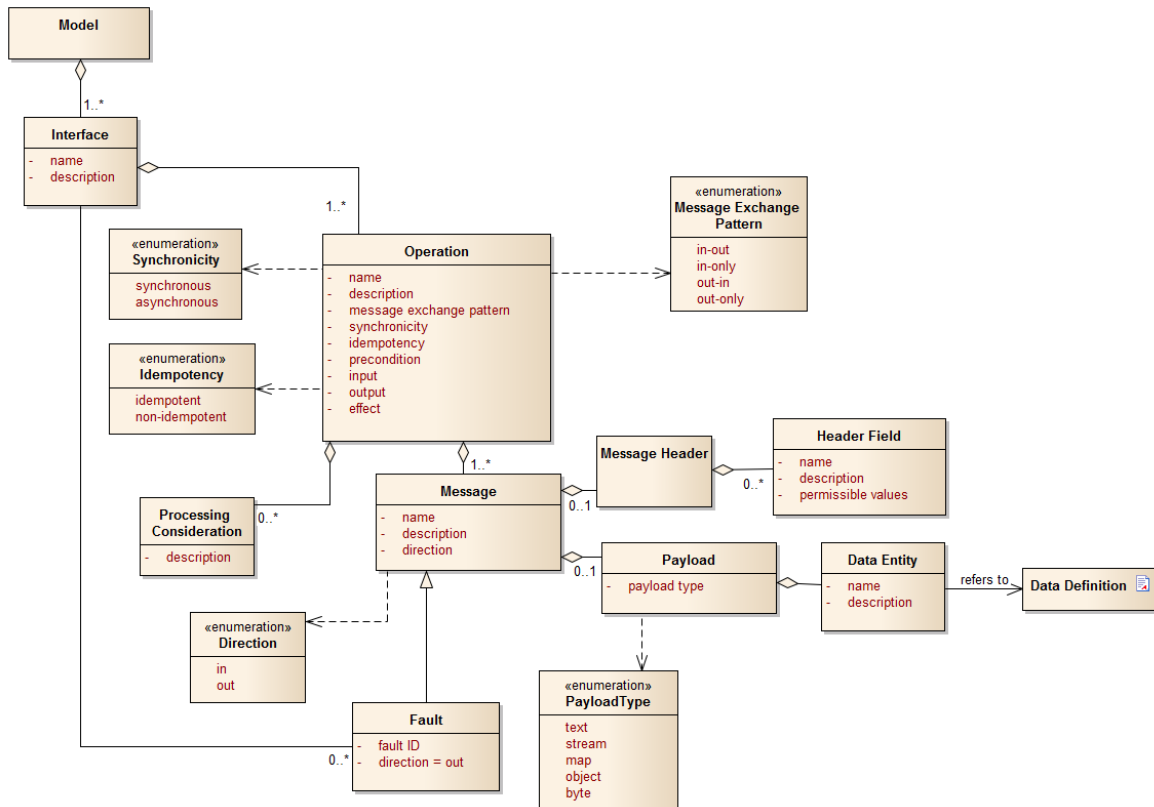 Model
1..*
Interface
- name
- description
1..*
«enumeration»
Message Exchange
Pattern
in-out
in-only
out-in
out-only
«enumeration»
Synchronicity
synchronous
asynchronous
Operation
- name
- description
- message exchange pattern
- synchronicity
- idempotency
- precondition
- input
- output
- effect
«enumeration»
Idempotency
idempotent
non-idempotent
1..*
Message Header
0..1
0..*
Header Field
- name
- description
- permissible values
Processing
Consideration
- description
0..*
Message
- name
- description
- direction
0..1
Payload
- payload type
Data Entity
- name
- description
refers to
Data Definition
«enumeration»
Direction
in
out
«enumeration»
PayloadType
text
stream
map
object
byte
Fault
- fault ID
- direction = out
0..*